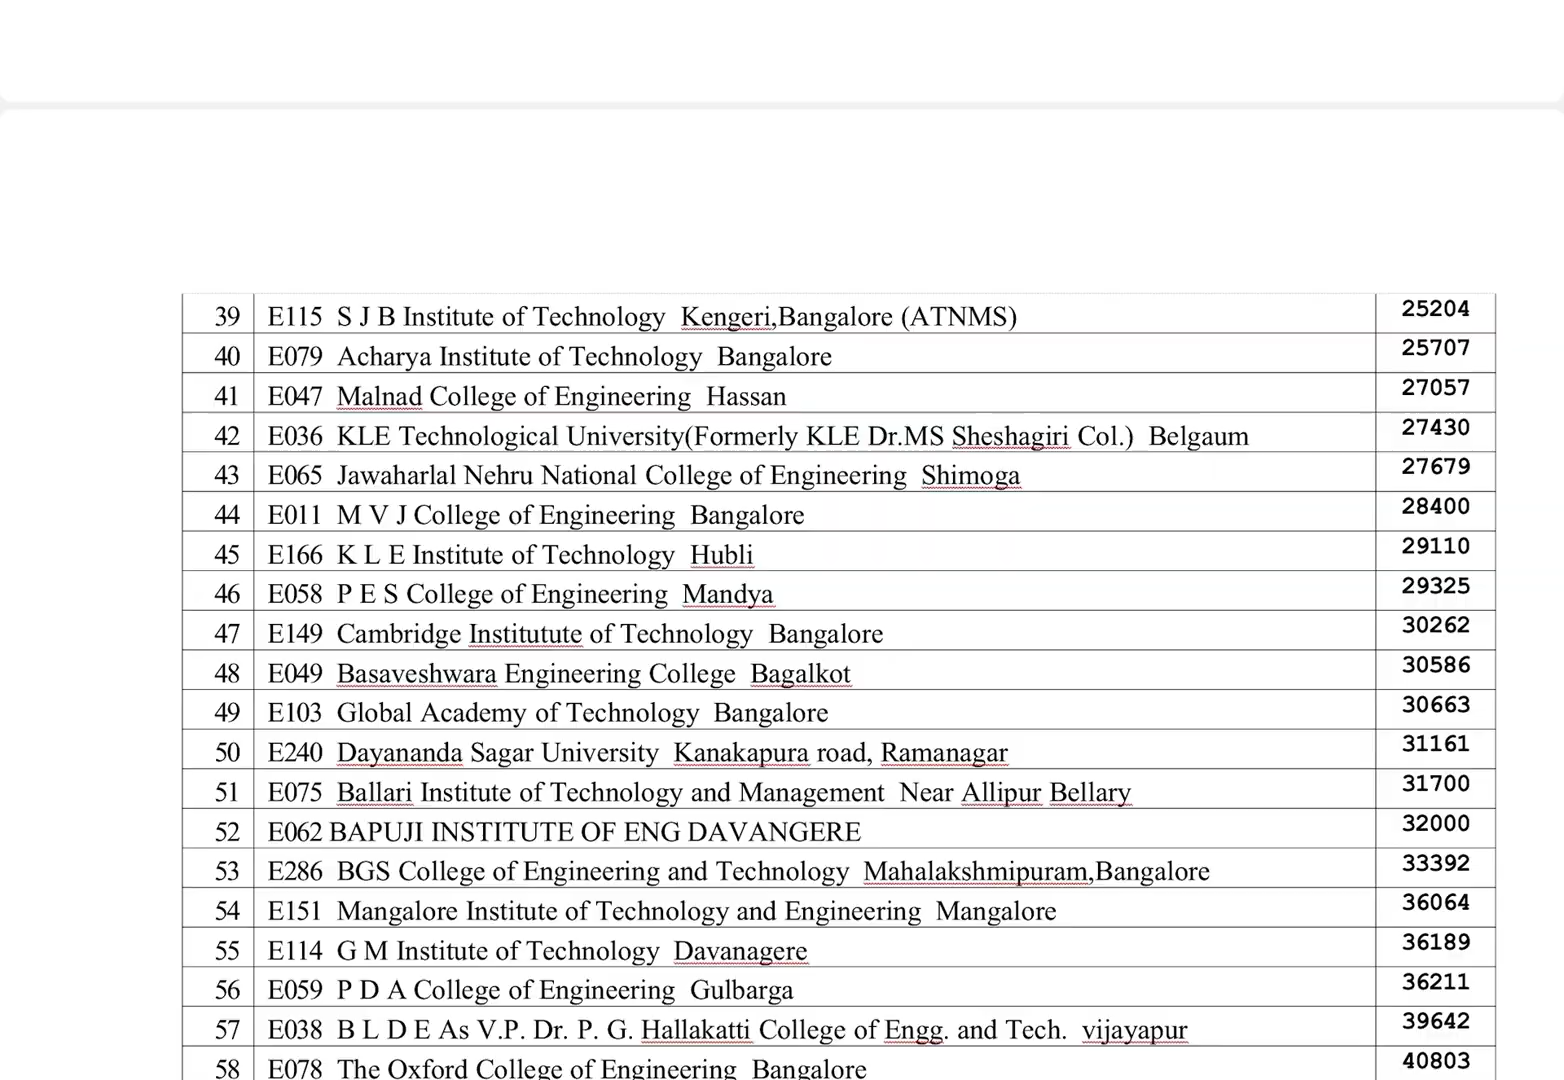 39 E115 S J B Institute of Technology Kengeri,Bangalore (ATNMS) 25204
40 E079 Acharya Institute of Technology Bangalore 25707
41 E047 Malnad College of Engineering Hassan 27057
42 E036 KLE Technological University(Formerly KLE Dr.MS Sheshagiri Col.) Belgaum 27430
43 E065 Jawaharlal Nehru National College of Engineering Shimoga 27679
44 E011 M V J College of Engineering Bangalore 28400
45 E166 K L E Institute of Technology Hubli 29110
46 E058 P E S College of Engineering Mandya 29325
47 E149 Cambridge Institutute of Technology Bangalore 30262
48 E049 Basaveshwara Engineering College Bagalkot 30586
49 E103 Global Academy of Technology Bangalore 30663
50 E240 Dayananda Sagar University Kanakapura road, Ramanagar 31161
51 E075 Ballari Institute of Technology and Management Near Allipur Bellary 31700
52 E062 BAPUJI INSTITUTE OF ENG DAVANGERE 32000
53 E286 BGS College of Engineering and Technology Mahalakshmipuram,Bangalore 33392
54 E151 Mangalore Institute of Technology and Engineering Mangalore 36064
55 E114 G M Institute of Technology Davanagere 36189
56 E059 P D A College of Engineering Gulbarga 36211
57 E038 B L D E As V.P. Dr. P. G. Hallakatti College of Engg. and Tech. vijayapur 39642
58 E078 The Oxford College of Engineering Bangalore 40803